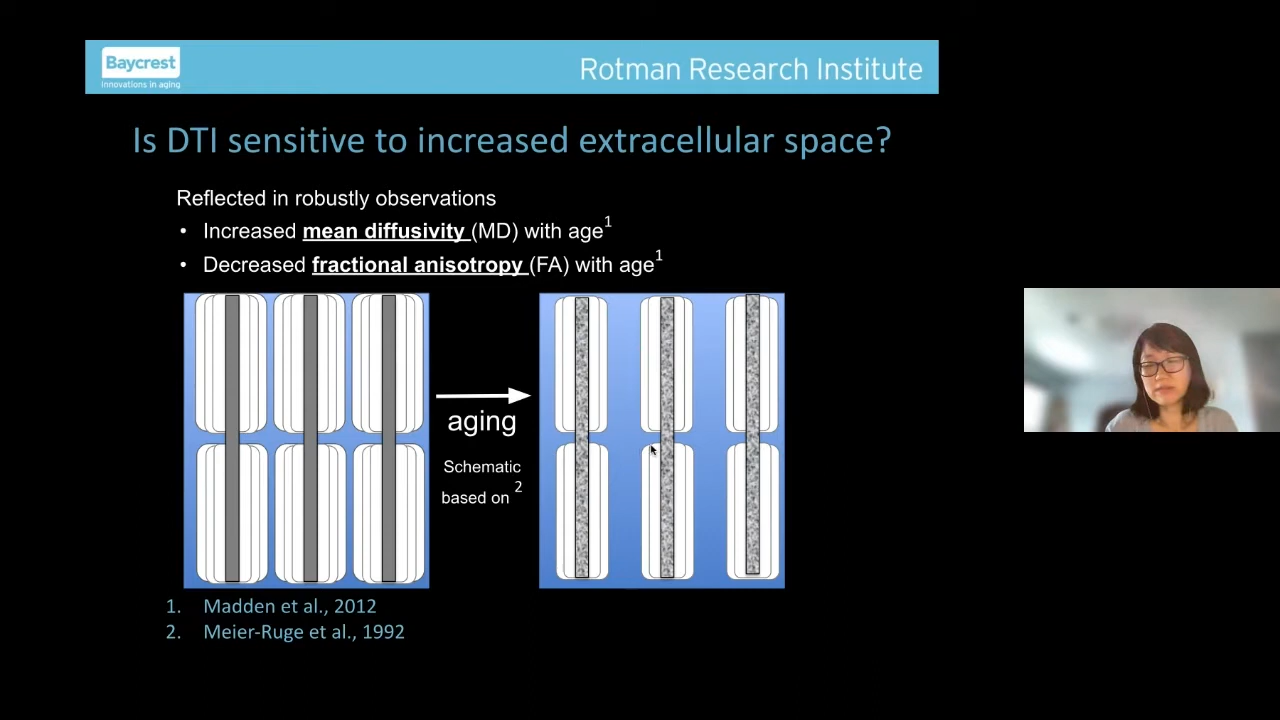 Baycrest
Innovations in aging
Rotman Research Institute
Is DTI sensitive to increased extracellular space?
Reflected in robustly observations
• Increased mean diffusivity (MD) with age1
• Decreased fractional anisotropy (FA) with age1
aging
Schematic
based on 2
1. Madden et al., 2012
2. Meier-Ruge et al., 1992